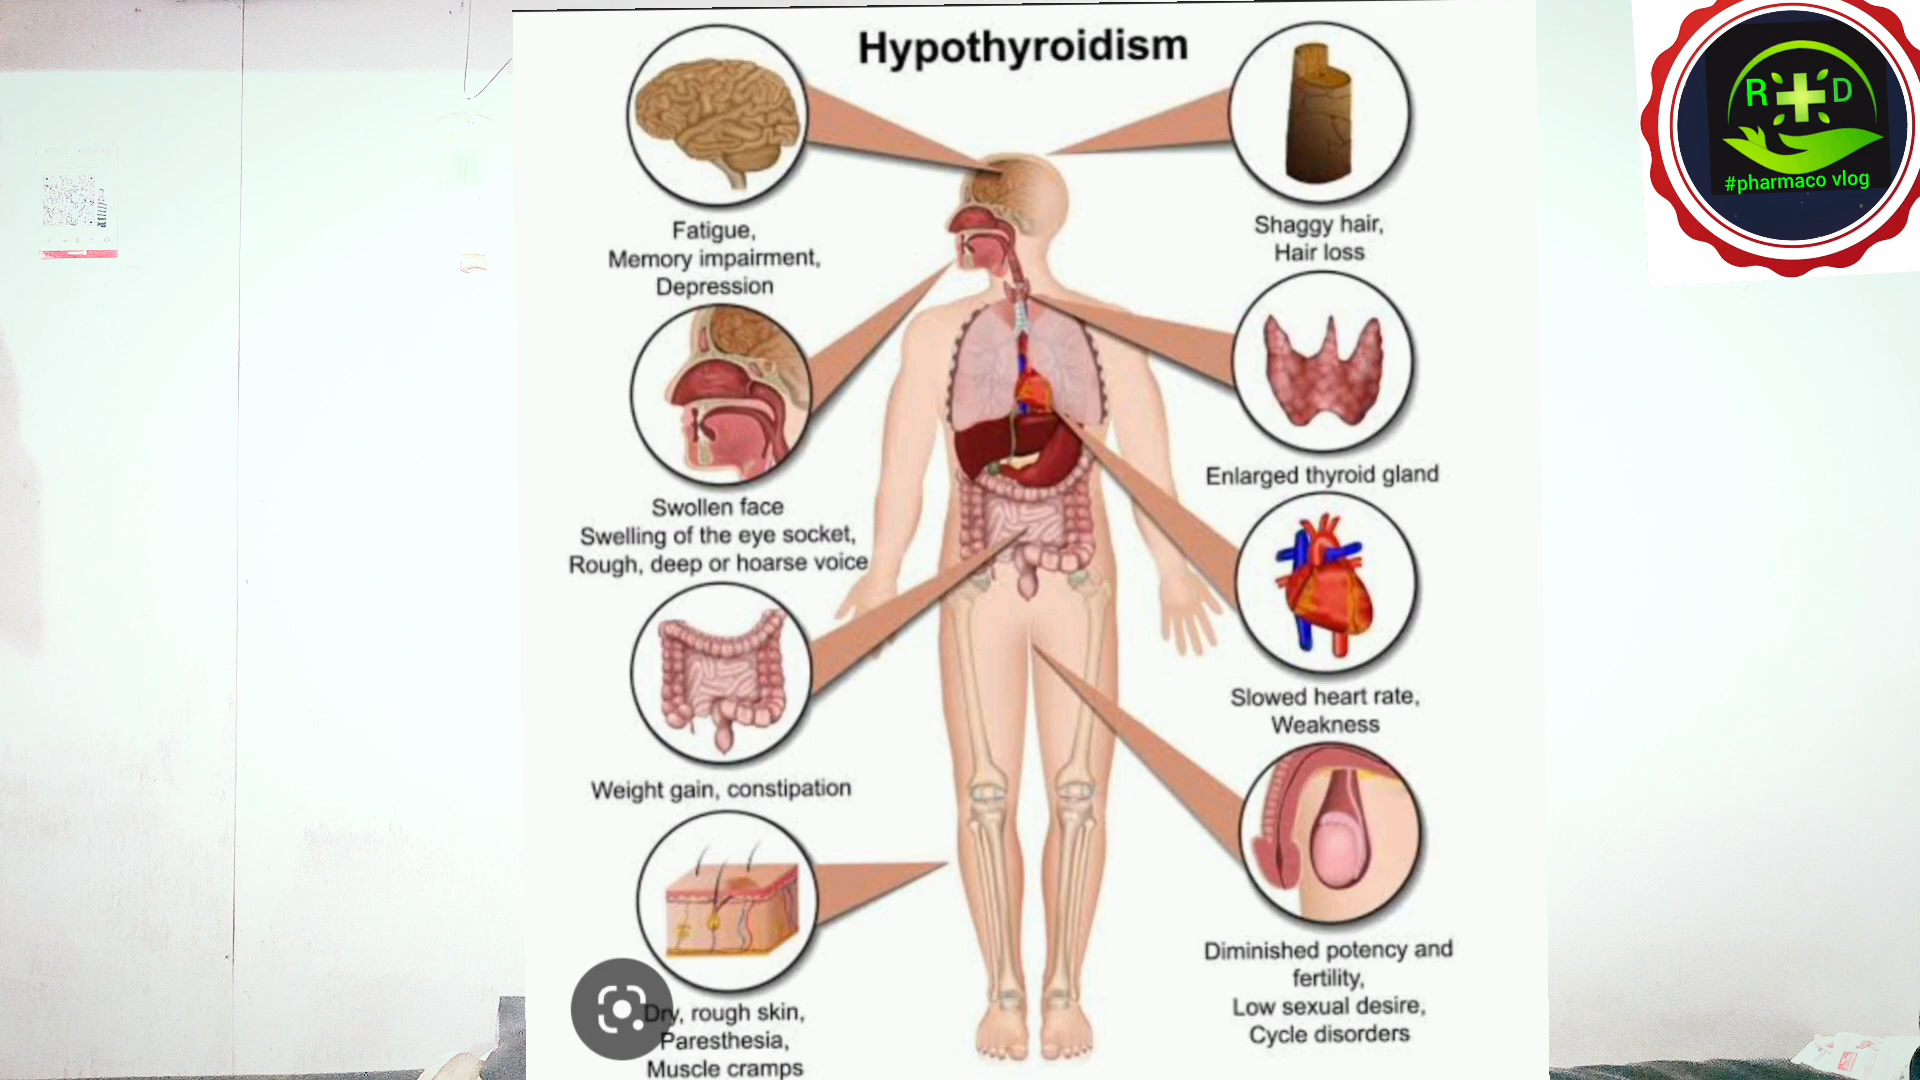 Hypothyroidism
Fatigue,
Memory impairment,
Depression
Swollen face
Swelling of the eye socket,
Rough, deep or hoarse voice
Weight gain, constipation
Dry, rough skin,
Paresthesia,
Muscle cramps
Shaggy hair,
Hair loss
Enlarged thyroid gland
Slowed heart rate,
Weakness
Diminished potency and
fertility,
Low sexual desire,
Cycle disorders
R D
#pharmaco vlog